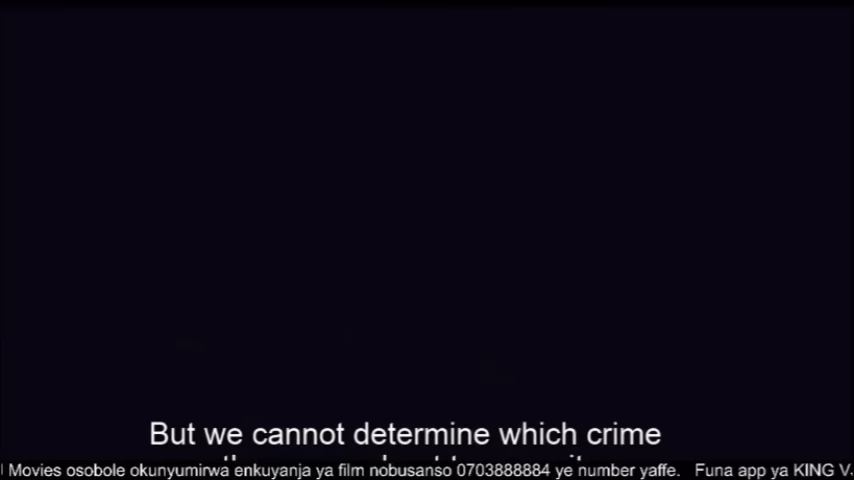 But we cannot determine which crime
Movies osobole okunyumirwa enkuyanja ya film nobusanso 0703888884 ye number yaffe. Funa app ya KING VJ